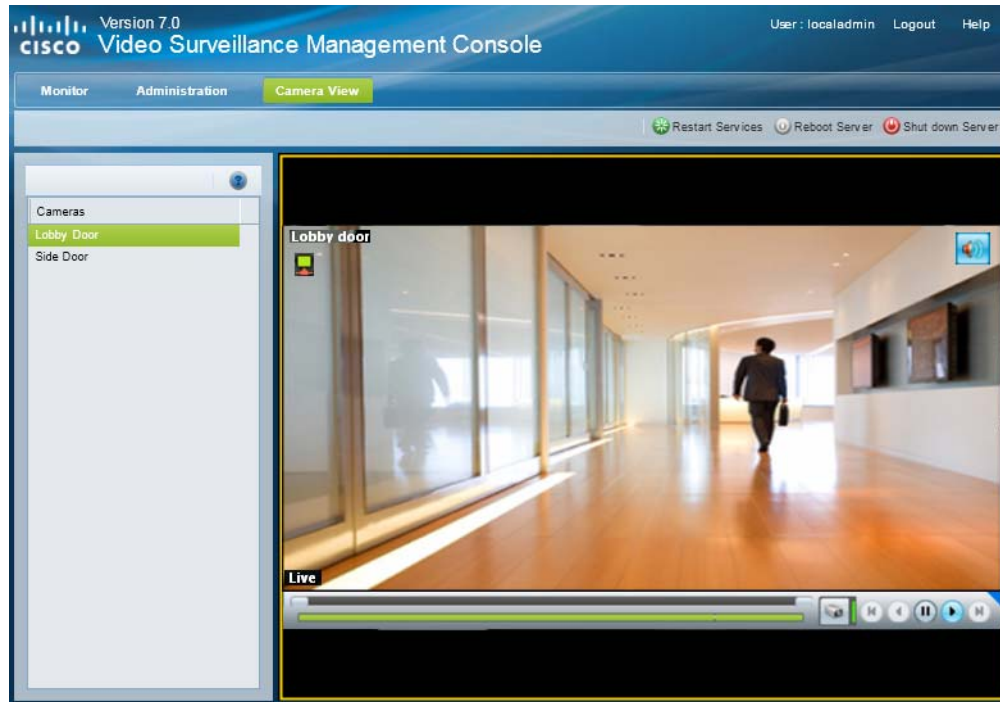 Version 7.0
User : localadmin Logout Help
CISCO Video Surveillance Management Console
Monitor Administration Camera View
Restart Services Reboot Server Shut down Server
Cameras
Lobby Door
Side Door
Lobby door
Live